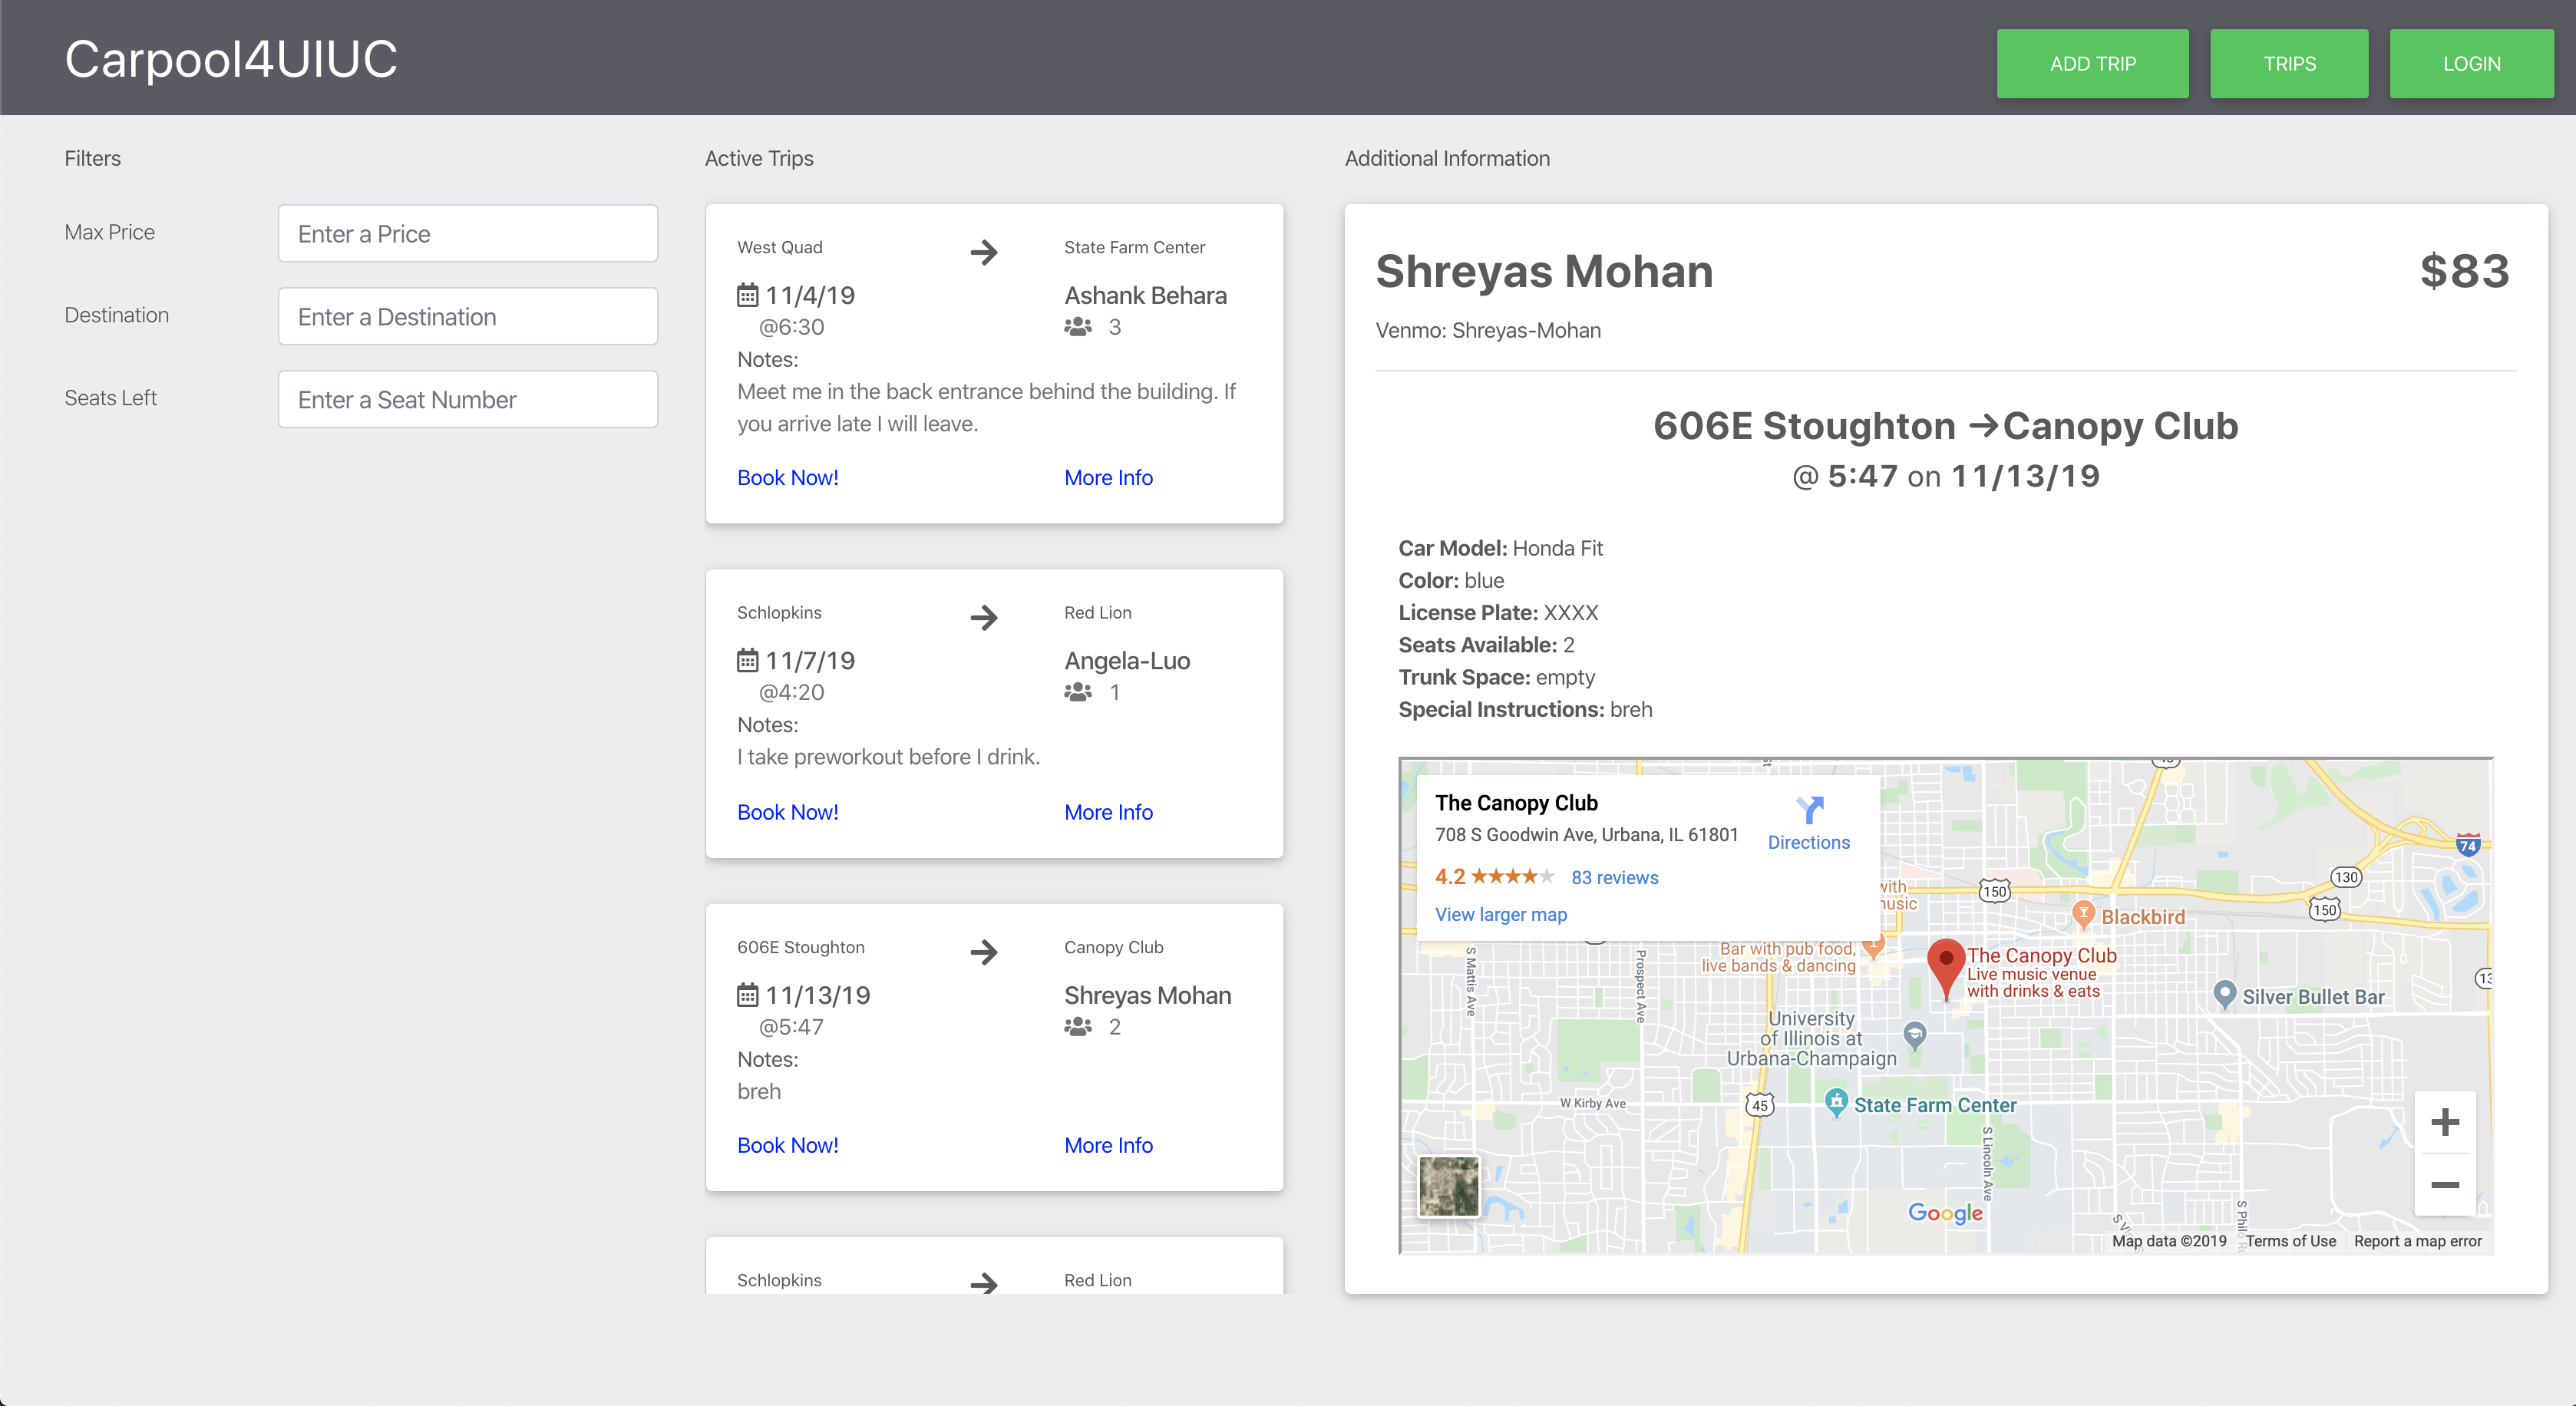 Carpool4UIUC
ADD TRIP
TRIPS
LOGIN
Filters
Max Price
Enter a Price
Destination
Enter a Destination
Seats Left
Enter a Seat Number
Active Trips
West Quad
State Farm Center
11/4/19
Ashank Behara
@6:30
3
Notes:
Meet me in the back entrance behind the building. If
you arrive late I will leave.
Book Now!
More Info
Schlopkins
Red Lion
11/7/19
Angela-Luo
@4:20
1
Notes:
I take preworkout before I drink.
Book Now!
More Info
606E Stoughton
Canopy Club
11/13/19
Shreyas Mohan
@5:47
2
Notes:
breh
Book Now!
More Info
Schlopkins
Red Lion
Additional Information
Shreyas Mohan
$83
Venmo: Shreyas-Mohan
606E Stoughton → Canopy Club
@ 5:47 on 11/13/19
Car Model: Honda Fit
Color: blue
License Plate: XXXX
Seats Available: 2
Trunk Space: empty
Special Instructions: breh
The Canopy Club
708 S Goodwin Ave, Urbana, IL 61801
Directions
4.2
83 reviews
View larger map
with
music
74
130
150
150
Blackbird
Bar with pub food,
live bands & dancing
The Canopy Club
Live music venue
with drinks & eats
S Mattis Ave
Prospect Ave
Silver Bullet Bar
University
of Illinois at
Urbana-Champaign
W Kirby Ave
45
State Farm Center
S Lincoln Ave
Google
Map data ©2019
Terms of Use
Report a map error